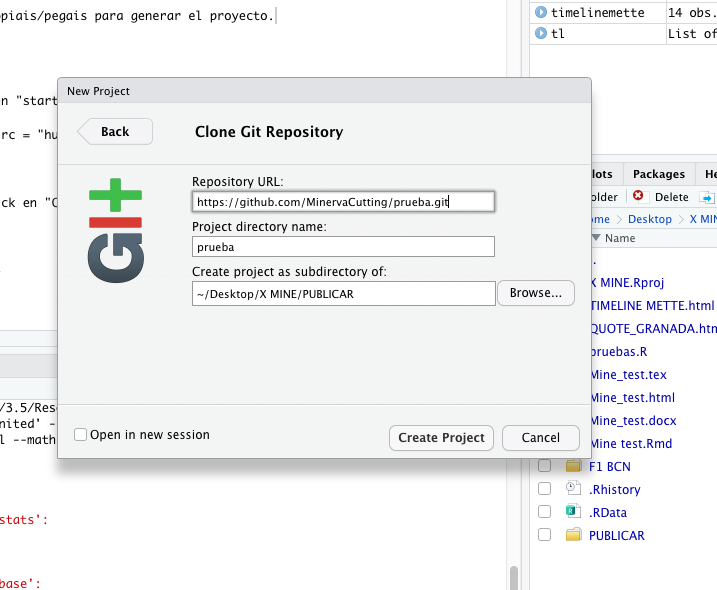 opiais/pegais para generar el proyecto.
timelinemette 14 obs.
tl List of
en "start
rc = "hu
ck en "C
New Project
Back
Clone Git Repository
Git
Repository URL:
https://github.com/MinervaCutting/prueba.git
Project directory name:
prueba
Create project as subdirectory of:
~/Desktop/X MINE/PUBLICAR
Browse...
Open in new session
Create Project
Cancel
lots Packages He
older Delete
ome Desktop X MIN
Name
..
X MINE.Rproj
TIMELINE METTE.html
QUOTE_GRANADA.htm
pruebas.R
Mine_test.tex
Mine_test.html
Mine_test.docx
Mine test.Rmd
F1 BCN
.Rhistory
.RData
PUBLICAR
/3.5/Res
nited' -
l --math
stats':
base':